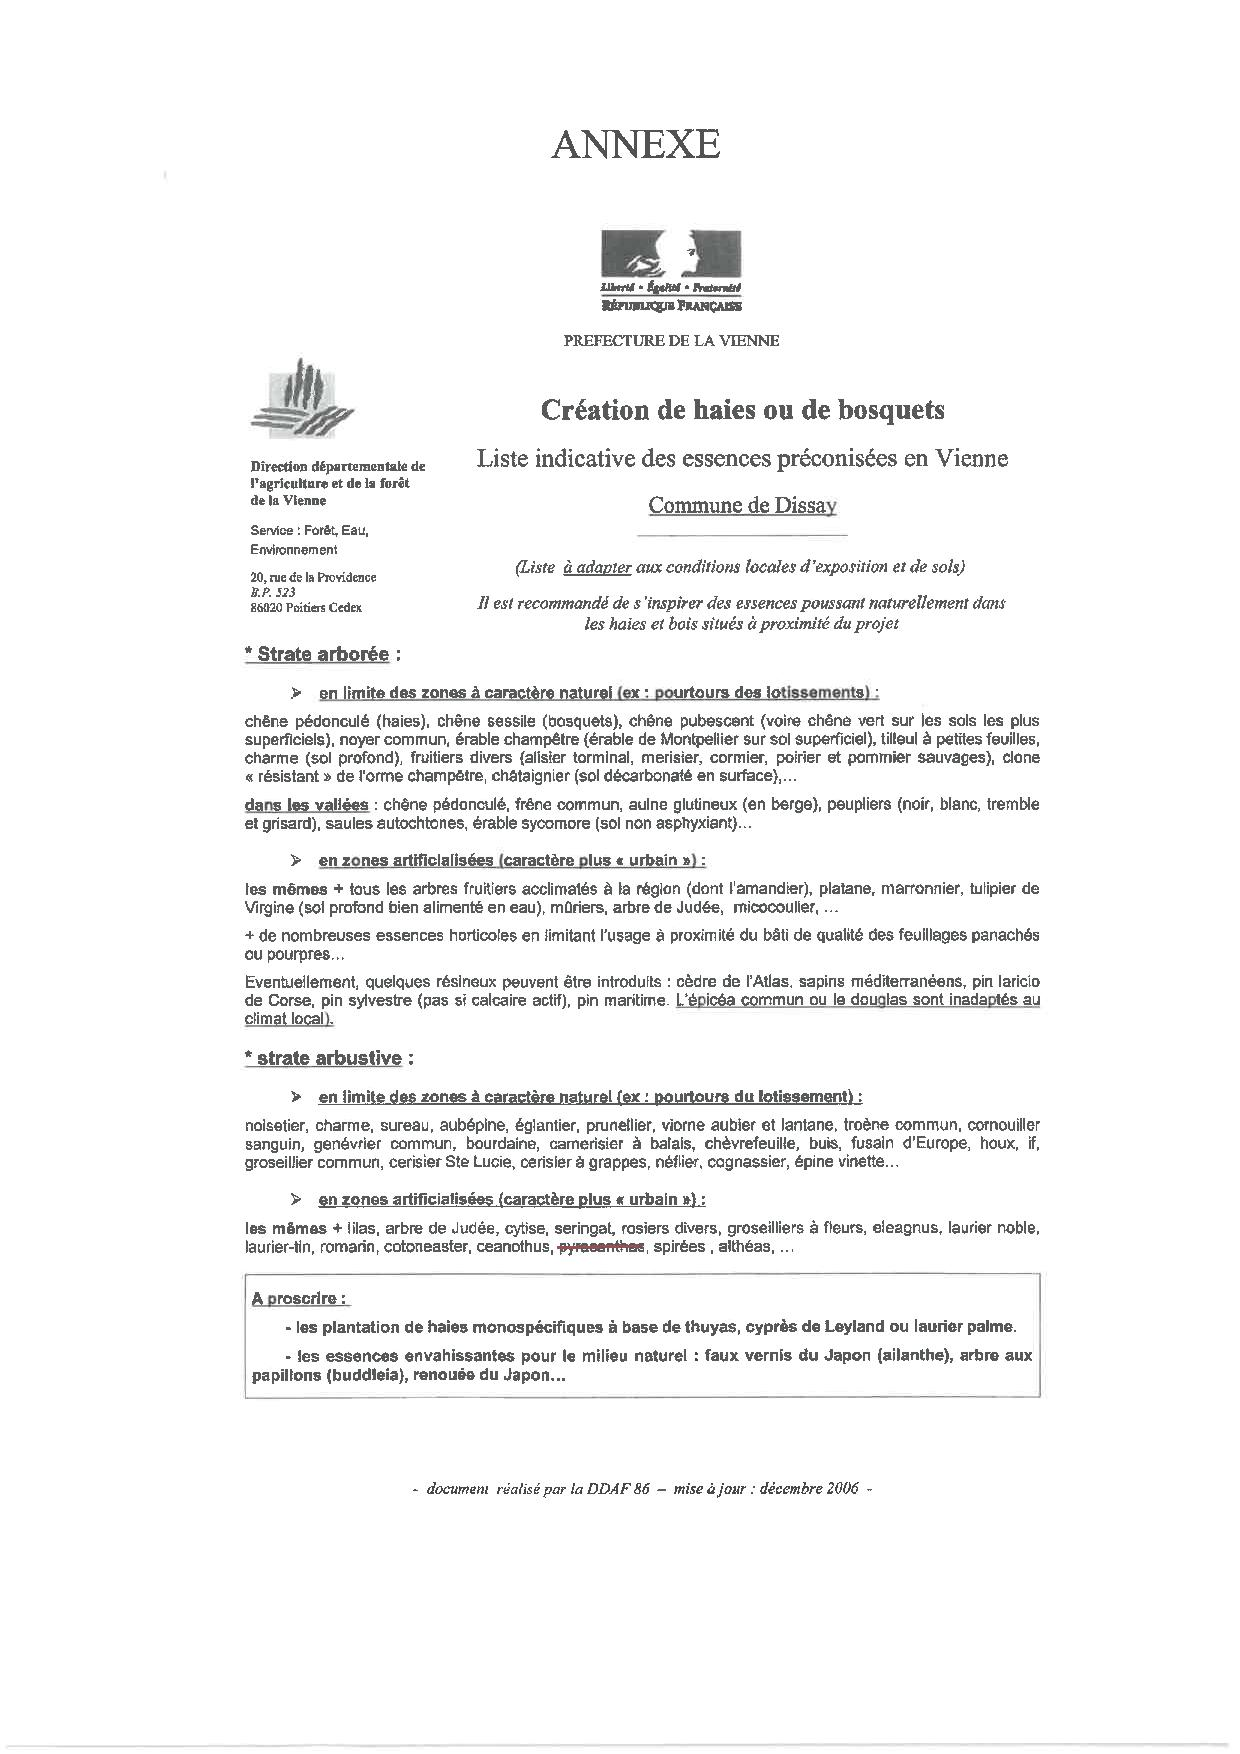 ANNEXE
Liberté • Égalité • Fraternité
RÉPUBLIQUE FRANÇAISE
PREFECTURE DE LA VIENNE
Création de haies ou de bosquets
Liste indicative des essences préconisées en Vienne
Commune de Dissay
Direction départementale de
l'agriculture et de la forêt
de la Vienne
Service : Forêt, Eau,
Environnement
20, rue de la Providence
B.P. 523
86020 Poitiers Cedex
(Liste à adapter aux conditions locales d'exposition et de sols)
Il est recommandé de s'inspirer des essences poussant naturellement dans
les haies et bois situés à proximité du projet
* Strate arborée :
➢ en limite des zones à caractère naturel (ex : pourtours des lotissements) :
chêne pédonculé (haies), chêne sessile (bosquets), chêne pubescent (voire chêne vert sur les sols les plus
superficiels), noyer commun, érable champêtre (érable de Montpellier sur sol superficiel), tilleul à petites feuilles,
charme (sol profond), fruitiers divers (alisier torminal, merisier, cormier, poirier et pommier sauvages), clone
« résistant » de l'orme champêtre, châtaignier (sol décarbonaté en surface),...
dans les vallées : chêne pédonculé, frêne commun, aulne glutineux (en berge), peupliers (noir, blanc, tremble
et grisard), saules autochtones, érable sycomore (sol non asphyxiant)...
➢ en zones artificialisées (caractère plus « urbain ») :
les mêmes + tous les arbres fruitiers acclimatés à la région (dont l'amandier), platane, marronnier, tulipier de
Virgine (sol profond bien alimenté en eau), mûriers, arbre de Judée, micocoulier, ...
+ de nombreuses essences horticoles en limitant l'usage à proximité du bâti de qualité des feuillages panachés
ou pourpres...
Eventuellement, quelques résineux peuvent être introduits : cèdre de l'Atlas, sapins méditerranéens, pin laricio
de Corse, pin sylvestre (pas si calcaire actif), pin maritime. L'épicéa commun ou le douglas sont inadaptés au
climat local).
* strate arbustive :
➢ en limite des zones à caractère naturel (ex : pourtours du lotissement) :
noisetier, charme, sureau, aubépine, églantier, prunellier, viorne aubier et lantane, troène commun, cornouiller
sanguin, genévrier commun, bourdaine, camerisier à balais, chèvrefeuille, buis, fusain d'Europe, houx, if,
groseillier commun, cerisier Ste Lucie, cerisier à grappes, néflier, cognassier, épine vinette...
➢ en zones artificialisées (caractère plus « urbain ») :
les mêmes + lilas, arbre de Judée, cytise, seringat, rosiers divers, groseilliers à fleurs, eleagnus, laurier noble,
laurier-tin, romarin, cotoneaster, ceanothus, pyracanthas, spirées , althéas, ...
A proscrire :
- les plantation de haies monospécifiques à base de thuyas, cyprès de Leyland ou laurier palme.
- les essences envahissantes pour le milieu naturel : faux vernis du Japon (ailanthe), arbre aux
papillons (buddleia), renouée du Japon...
- document réalisé par la DDAF 86 – mise à jour : décembre 2006 -